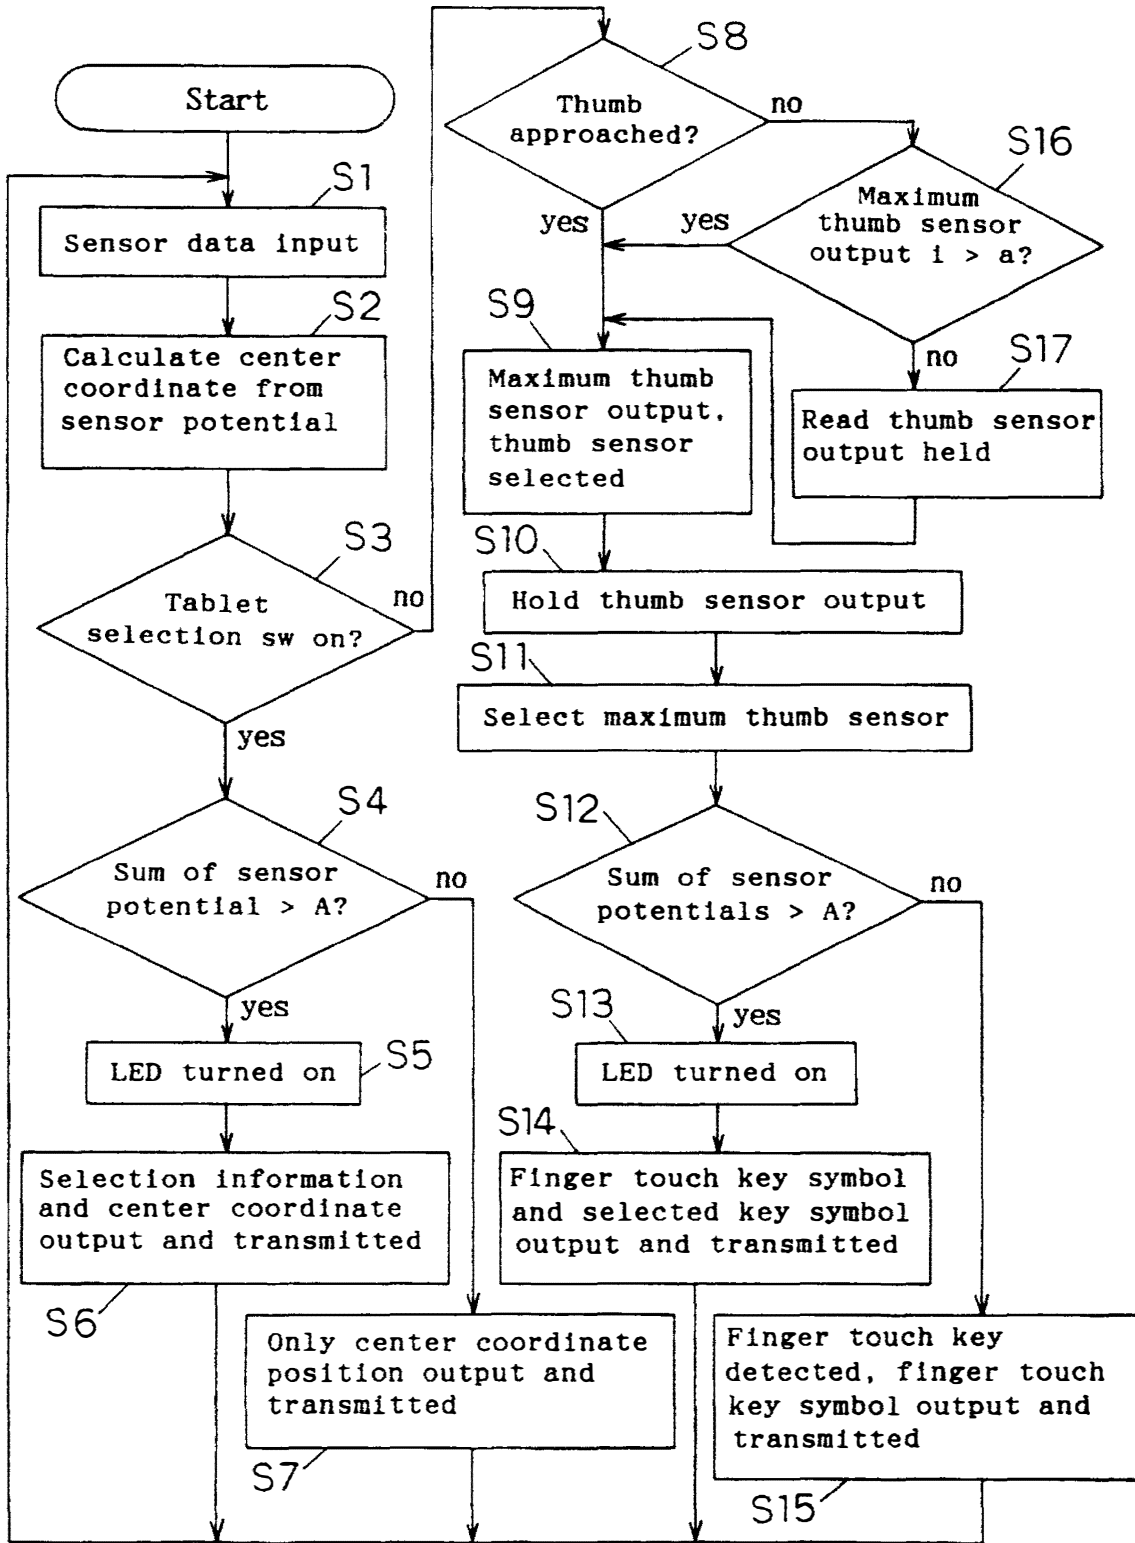 Start
S1
Sensor data input
S2
Calculate center
coordinate from
sensor potential
S3
Tablet
selection sw on?
no
yes
S4
Sum of sensor
potential > A?
no
yes
S5
LED turned on
Selection information
and center coordinate
output and transmitted
S6
Only center coordinate
position output and
transmitted
S7
S8
Thumb
approached?
no
yes
S16
Maximum
thumb sensor
output i > a?
yes
no
S17
Read thumb sensor
output held
S9
Maximum thumb
sensor output,
thumb sensor
selected
S10
Hold thumb sensor output
S11
Select maximum thumb sensor
S12
Sum of sensor
potentials > A?
no
yes
S13
LED turned on
S14
Finger touch key symbol
and selected key symbol
output and transmitted
Finger touch key
detected, finger touch
key symbol output and
transmitted
S15